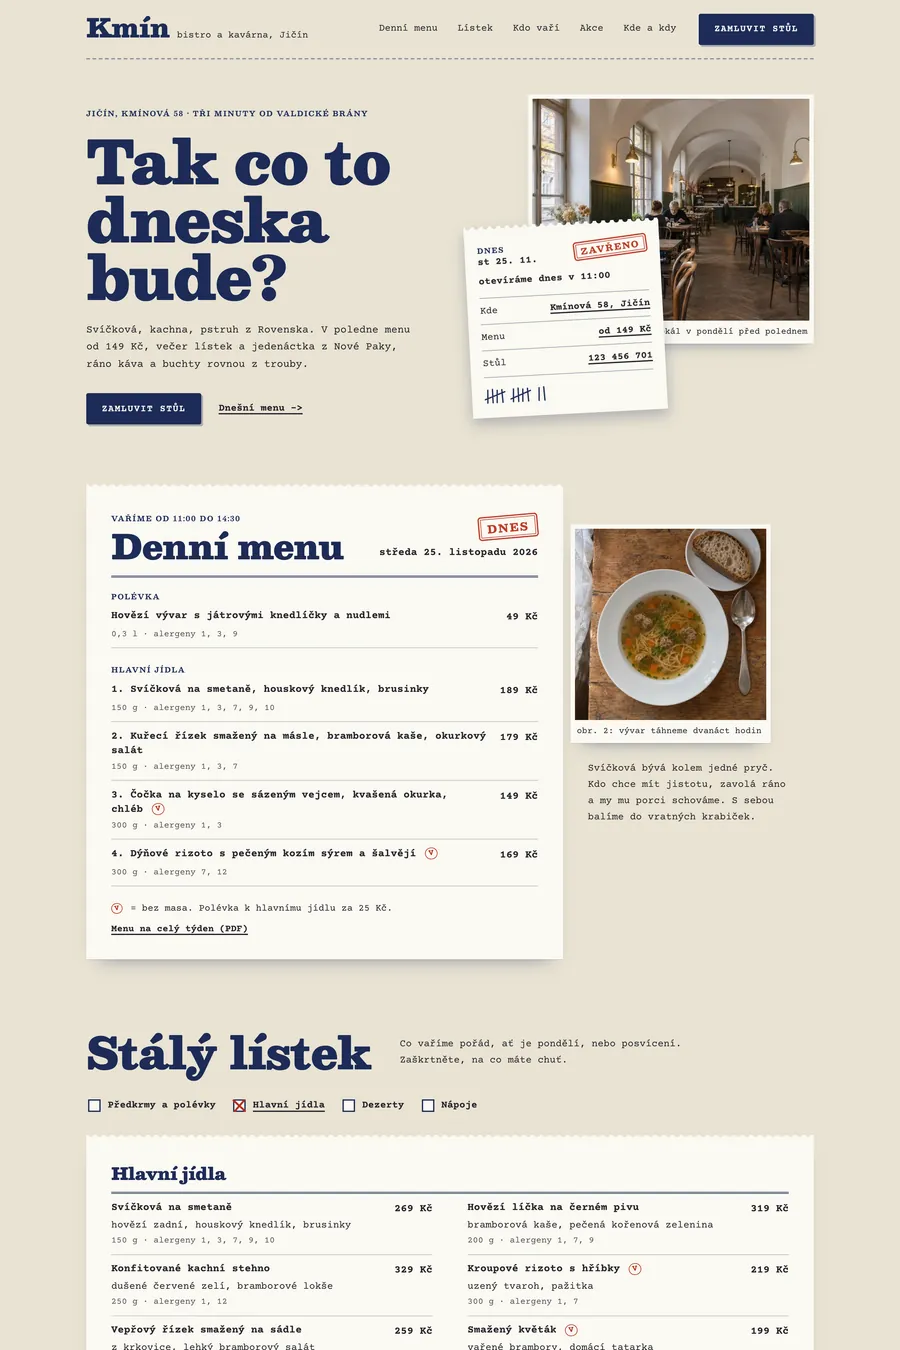 Kmín bistro a kavárna, Jičín
Denní menu Lístek Kdo vaří Akce Kde a kdy ZAMLUVIT STŮL
JIČÍN, KMÍNOVÁ 58 · TŘI MINUTY OD VALDICKÉ BRÁNY
Tak co to
dneska
bude?
Svíčková, kachna, pstruh z Rovenska. V poledne menu
od 149 Kč, večer lístek a jedenáctka z Nové Paky,
ráno káva a buchty rovnou z trouby.
ZAMLUVIT STŮL Dnešní menu ->
DNES
st 25. 11.
ZAVŘENO
otevíráme dnes v 11:00
Kde Kmínová 58, Jičín
Menu od 149 Kč
Stůl 123 456 701
v pondělí před polednem
VAŘÍME OD 11:00 DO 14:30
DNES
Denní menu středa 25. listopadu 2026
POLÉVKA
Hovězí vývar s játrovými knedlíčky a nudlemi 49 Kč
0,3 l · alergeny 1, 3, 9
HLAVNÍ JÍDLA
1. Svíčková na smetaně, houskový knedlík, brusinky 189 Kč
150 g · alergeny 1, 3, 7, 9, 10
2. Kuřecí řízek smažený na másle, bramborová kaše, okurkový 179 Kč
salát
150 g · alergeny 1, 3, 7
3. Čočka na kyselo se sázeným vejcem, kvašená okurka, 149 Kč
chléb V
300 g · alergeny 1, 3
4. Dýňové rizoto s pečeným kozím sýrem a šalvějí V 169 Kč
300 g · alergeny 7, 12
V = bez masa. Polévka k hlavnímu jídlu za 25 Kč.
Menu na celý týden (PDF)
obr. 2: vývar táhneme dvanáct hodin
Svíčková bývá kolem jedné pryč.
Kdo chce mít jistotu, zavolá ráno
a my mu porci schováme. S sebou
balíme do vratných krabiček.
Stálý lístek
Co vaříme pořád, ať je pondělí, nebo posvícení.
Zaškrtněte, na co máte chuť.
Předkrmy a polévky Hlavní jídla Dezerty Nápoje
Hlavní jídla
Svíčková na smetaně 269 Kč
hovězí zadní, houskový knedlík, brusinky
150 g · alergeny 1, 3, 7, 9, 10
Hovězí líčka na černém pivu 319 Kč
bramborová kaše, pečená kořenová zelenina
200 g · alergeny 1, 7, 9
Konfitované kachní stehno 329 Kč
dušené červené zelí, bramborové lokše
250 g · alergeny 1, 12
Kroupové rizoto s hříbky V 219 Kč
uzený tvaroh, pažitka
300 g · alergeny 1, 7
Vepřový řízek smažený na sádle 259 Kč
z krkovice, lehký bramborový salát
Smažený květák V 199 Kč
vařené brambory, domácí tatarka